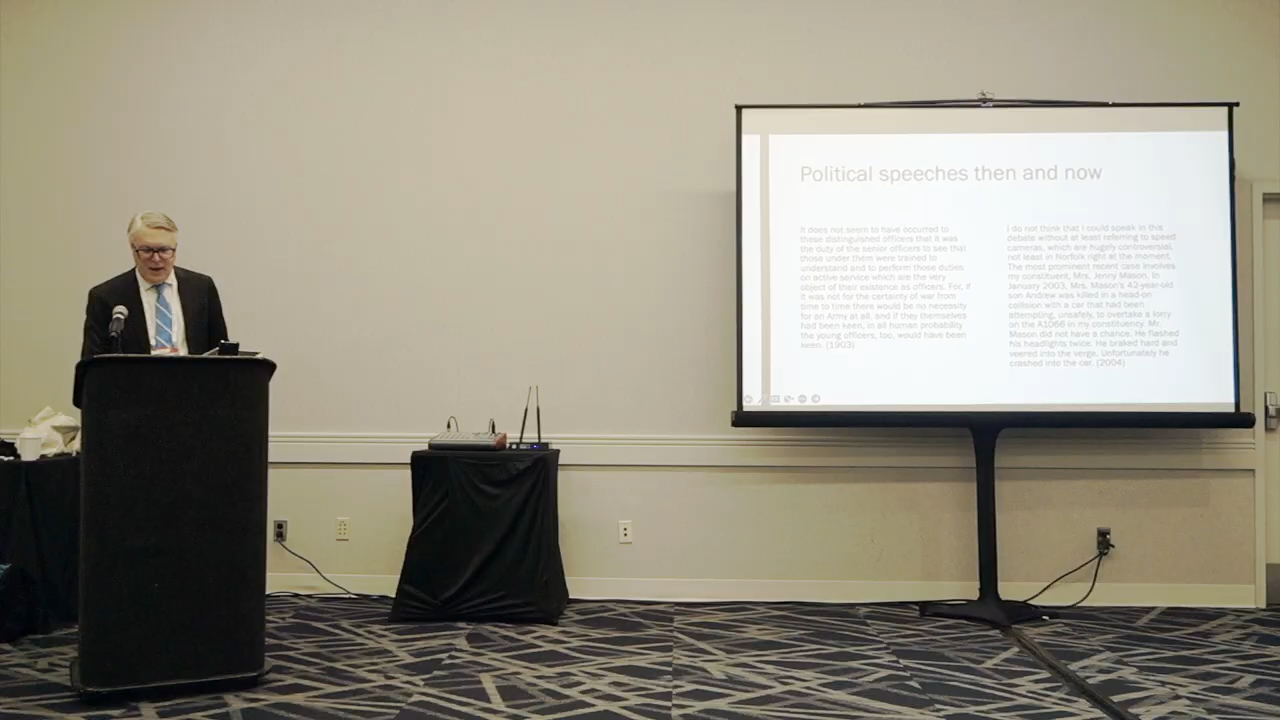 Political speeches then and now
It does not seem to have occurred to
these distinguished officers that it was
the duty of the senior officers to see that
those under them were trained to
understand and to perform those duties
on active service which are the very
object of their existence as officers. For, if
it was not for the certainty of war from
time to time there would be no necessity
for an Army at all, and if they themselves
had been keen, in all human probability
the young officers, too, would have been
keen. (1903)
I do not think that I could speak in this
debate without at least referring to speed
cameras, which are hugely controversial,
not least in Norfolk right at the moment.
The most prominent recent case involves
my constituent, Mrs. Jenny Mason. In
January 2003, Mrs. Mason's 42-year-old
son Andrew was killed in a head-on
collision with a car that had been
attempting, unsafely, to overtake a lorry
on the A1066 in my constituency. Mr.
Mason did not have a chance. He flashed
his headlights twice. He braked hard and
veered into the verge. Unfortunately he
crashed into the car. (2004)